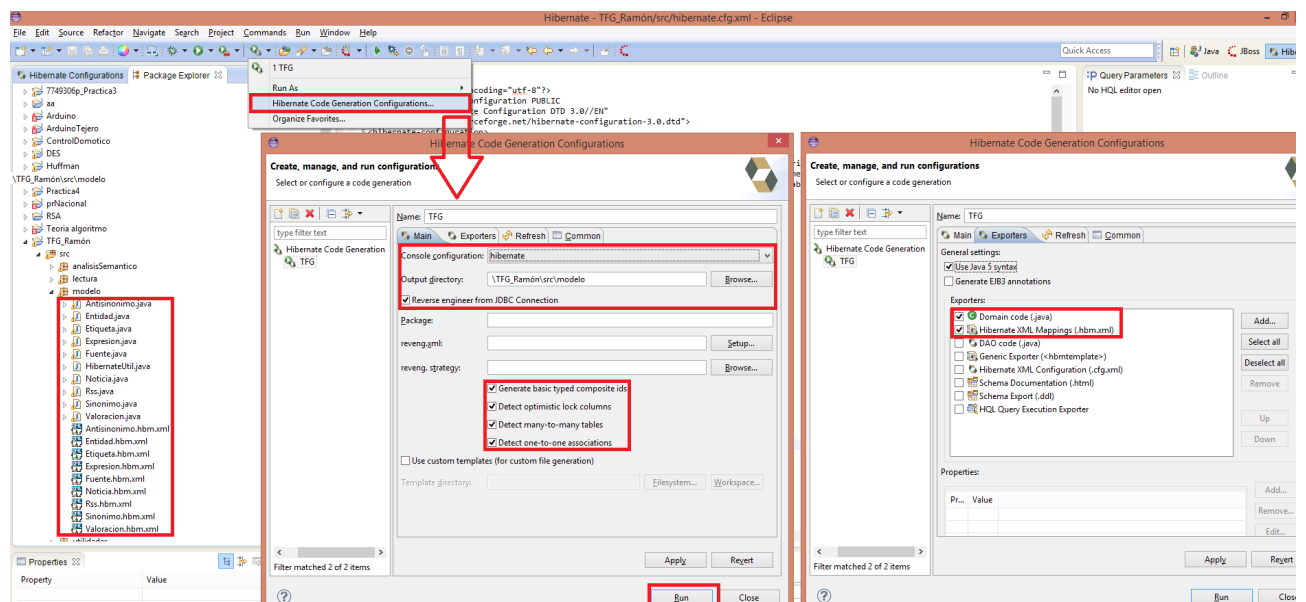 Hibernate - TFG_Ramón/src/hibernate.cfg.xml - Eclipse
File Edit Source Refactor Navigate Search Project Commands Run Window Help
Quick Access
Java
JBoss
Hibe
Hibernate Configurations
Package Explorer
7749306p_Practica3
aa
Arduino
ArduinoTejero
ControlDomotico
DES
Huffman
\TFG_Ramón\src\modelo
Practica4
prNacional
RSA
Teoria algoritmo
TFG_Ramón
src
analisisSemantico
lectura
modelo
Antisinonimo.java
Entidad.java
Etiqueta.java
Expresion.java
Fuente.java
HibernateUtil.java
Noticia.java
Rss.java
Sinonimo.java
Valoracion.java
Antisinonimo.hbm.xml
Entidad.hbm.xml
Etiqueta.hbm.xml
Expresion.hbm.xml
Fuente.hbm.xml
Noticia.hbm.xml
Rss.hbm.xml
Sinonimo.hbm.xml
Valoracion.hbm.xml
utilidades
Properties
Property Value
1 TFG
Run As
Hibernate Code Generation Configurations...
Organize Favorites...
coding="utf-8"?>
nfiguration PUBLIC
e Configuration DTD 3.0//EN"
rceforge.net/hibernate-configuration-3.0.dtd">
<hibernate-configuration>
Query Parameters
Outline
No HQL editor open
Hibernate Code Generation Configurations
Create, manage, and run configurations
Select or configure a code generation
type filter text
Hibernate Code Generation
TFG
Filter matched 2 of 2 items
Name: TFG
Main Exporters Refresh Common
Console configuration: hibernate
Output directory: \TFG_Ramón\src\modelo Browse...
Reverse engineer from JDBC Connection
Package:
reveng.xml: Setup...
reveng. strategy: Browse...
Generate basic typed composite ids
Detect optimistic lock columns
Detect many-to-many tables
Detect one-to-one associations
Use custom templates (for custom file generation)
Template directory: Filesystem... Workspace...
Apply Revert
Run Close
Hibernate Code Generation Configurations
Create, manage, and run configurations
Select or configure a code generation
type filter text
Hibernate Code Generation
TFG
Filter matched 2 of 2 items
Name: TFG
Main Exporters Refresh Common
General settings:
Use Java 5 syntax
Generate EJB3 annotations
Exporters:
Domain code (.java)
Hibernate XML Mappings (.hbm.xml)
DAO code (.java)
Generic Exporter (<hbmtemplate>)
Hibernate XML Configuration (.cfg.xml)
Schema Documentation (.html)
Schema Export (.ddl)
HQL Query Execution Exporter
Add...
Select all
Deselect all
Remove
Up
Down
Properties:
Pr... Value
Add...
Remove...
Edit...
Apply Revert
Run Close